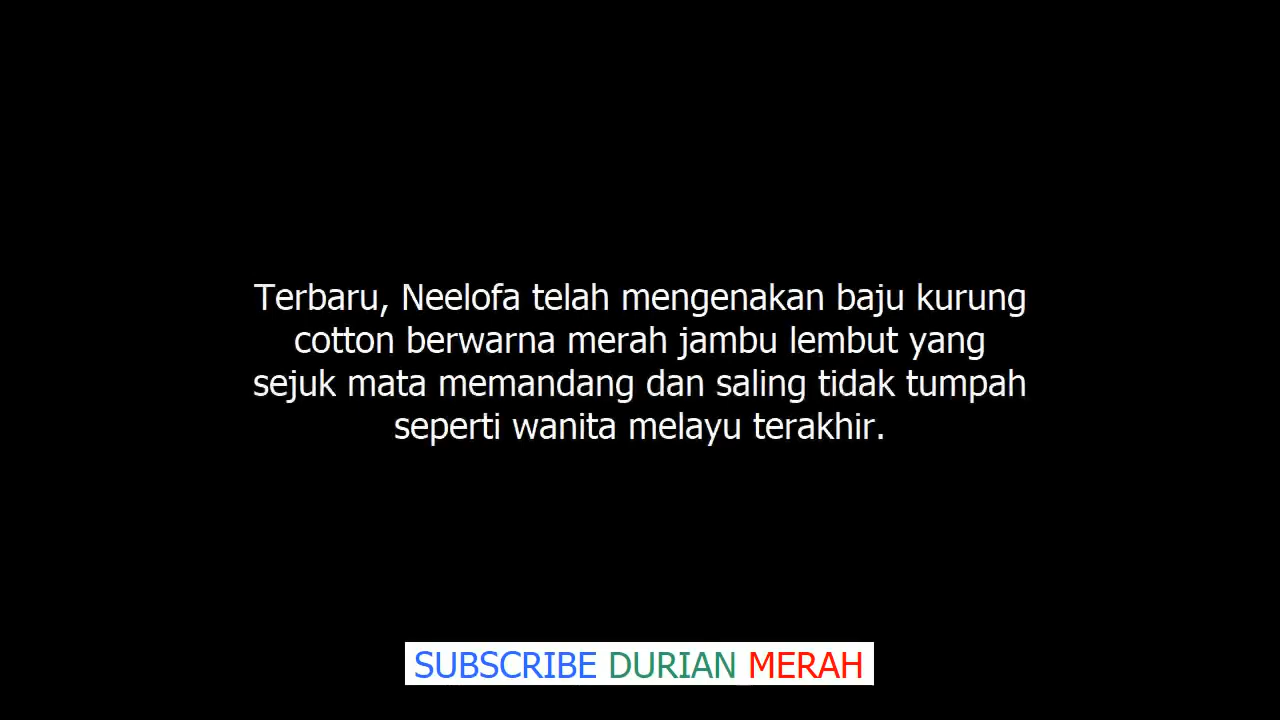 Terbaru, Neelofa telah mengenakan baju kurung
cotton berwarna merah jambu lembut yang
sejuk mata memandang dan saling tidak tumpah
seperti wanita melayu terakhir.
SUBSCRIBE DURIAN MERAH